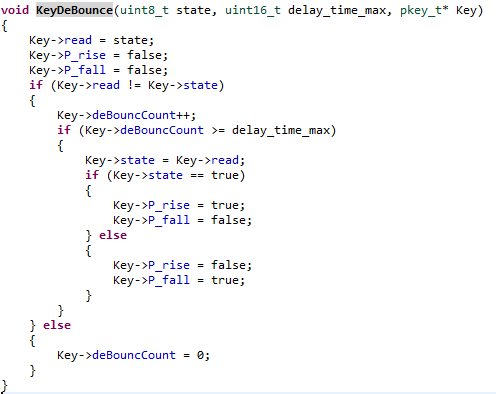 void KeyDeBounce(uint8_t state, uint16_t delay_time_max, pkey_t* Key)
{
    Key->read = state;
    Key->P_rise = false;
    Key->P_fall = false;
    if (Key->read != Key->state)
    {
        Key->deBouncCount++;
        if (Key->deBouncCount >= delay_time_max)
        {
            Key->state = Key->read;
            if (Key->state == true)
            {
                Key->P_rise = true;
                Key->P_fall = false;
            } else
            {
                Key->P_rise = false;
                Key->P_fall = true;
            }
        }
    } else
    {
        Key->deBouncCount = 0;
    }
}